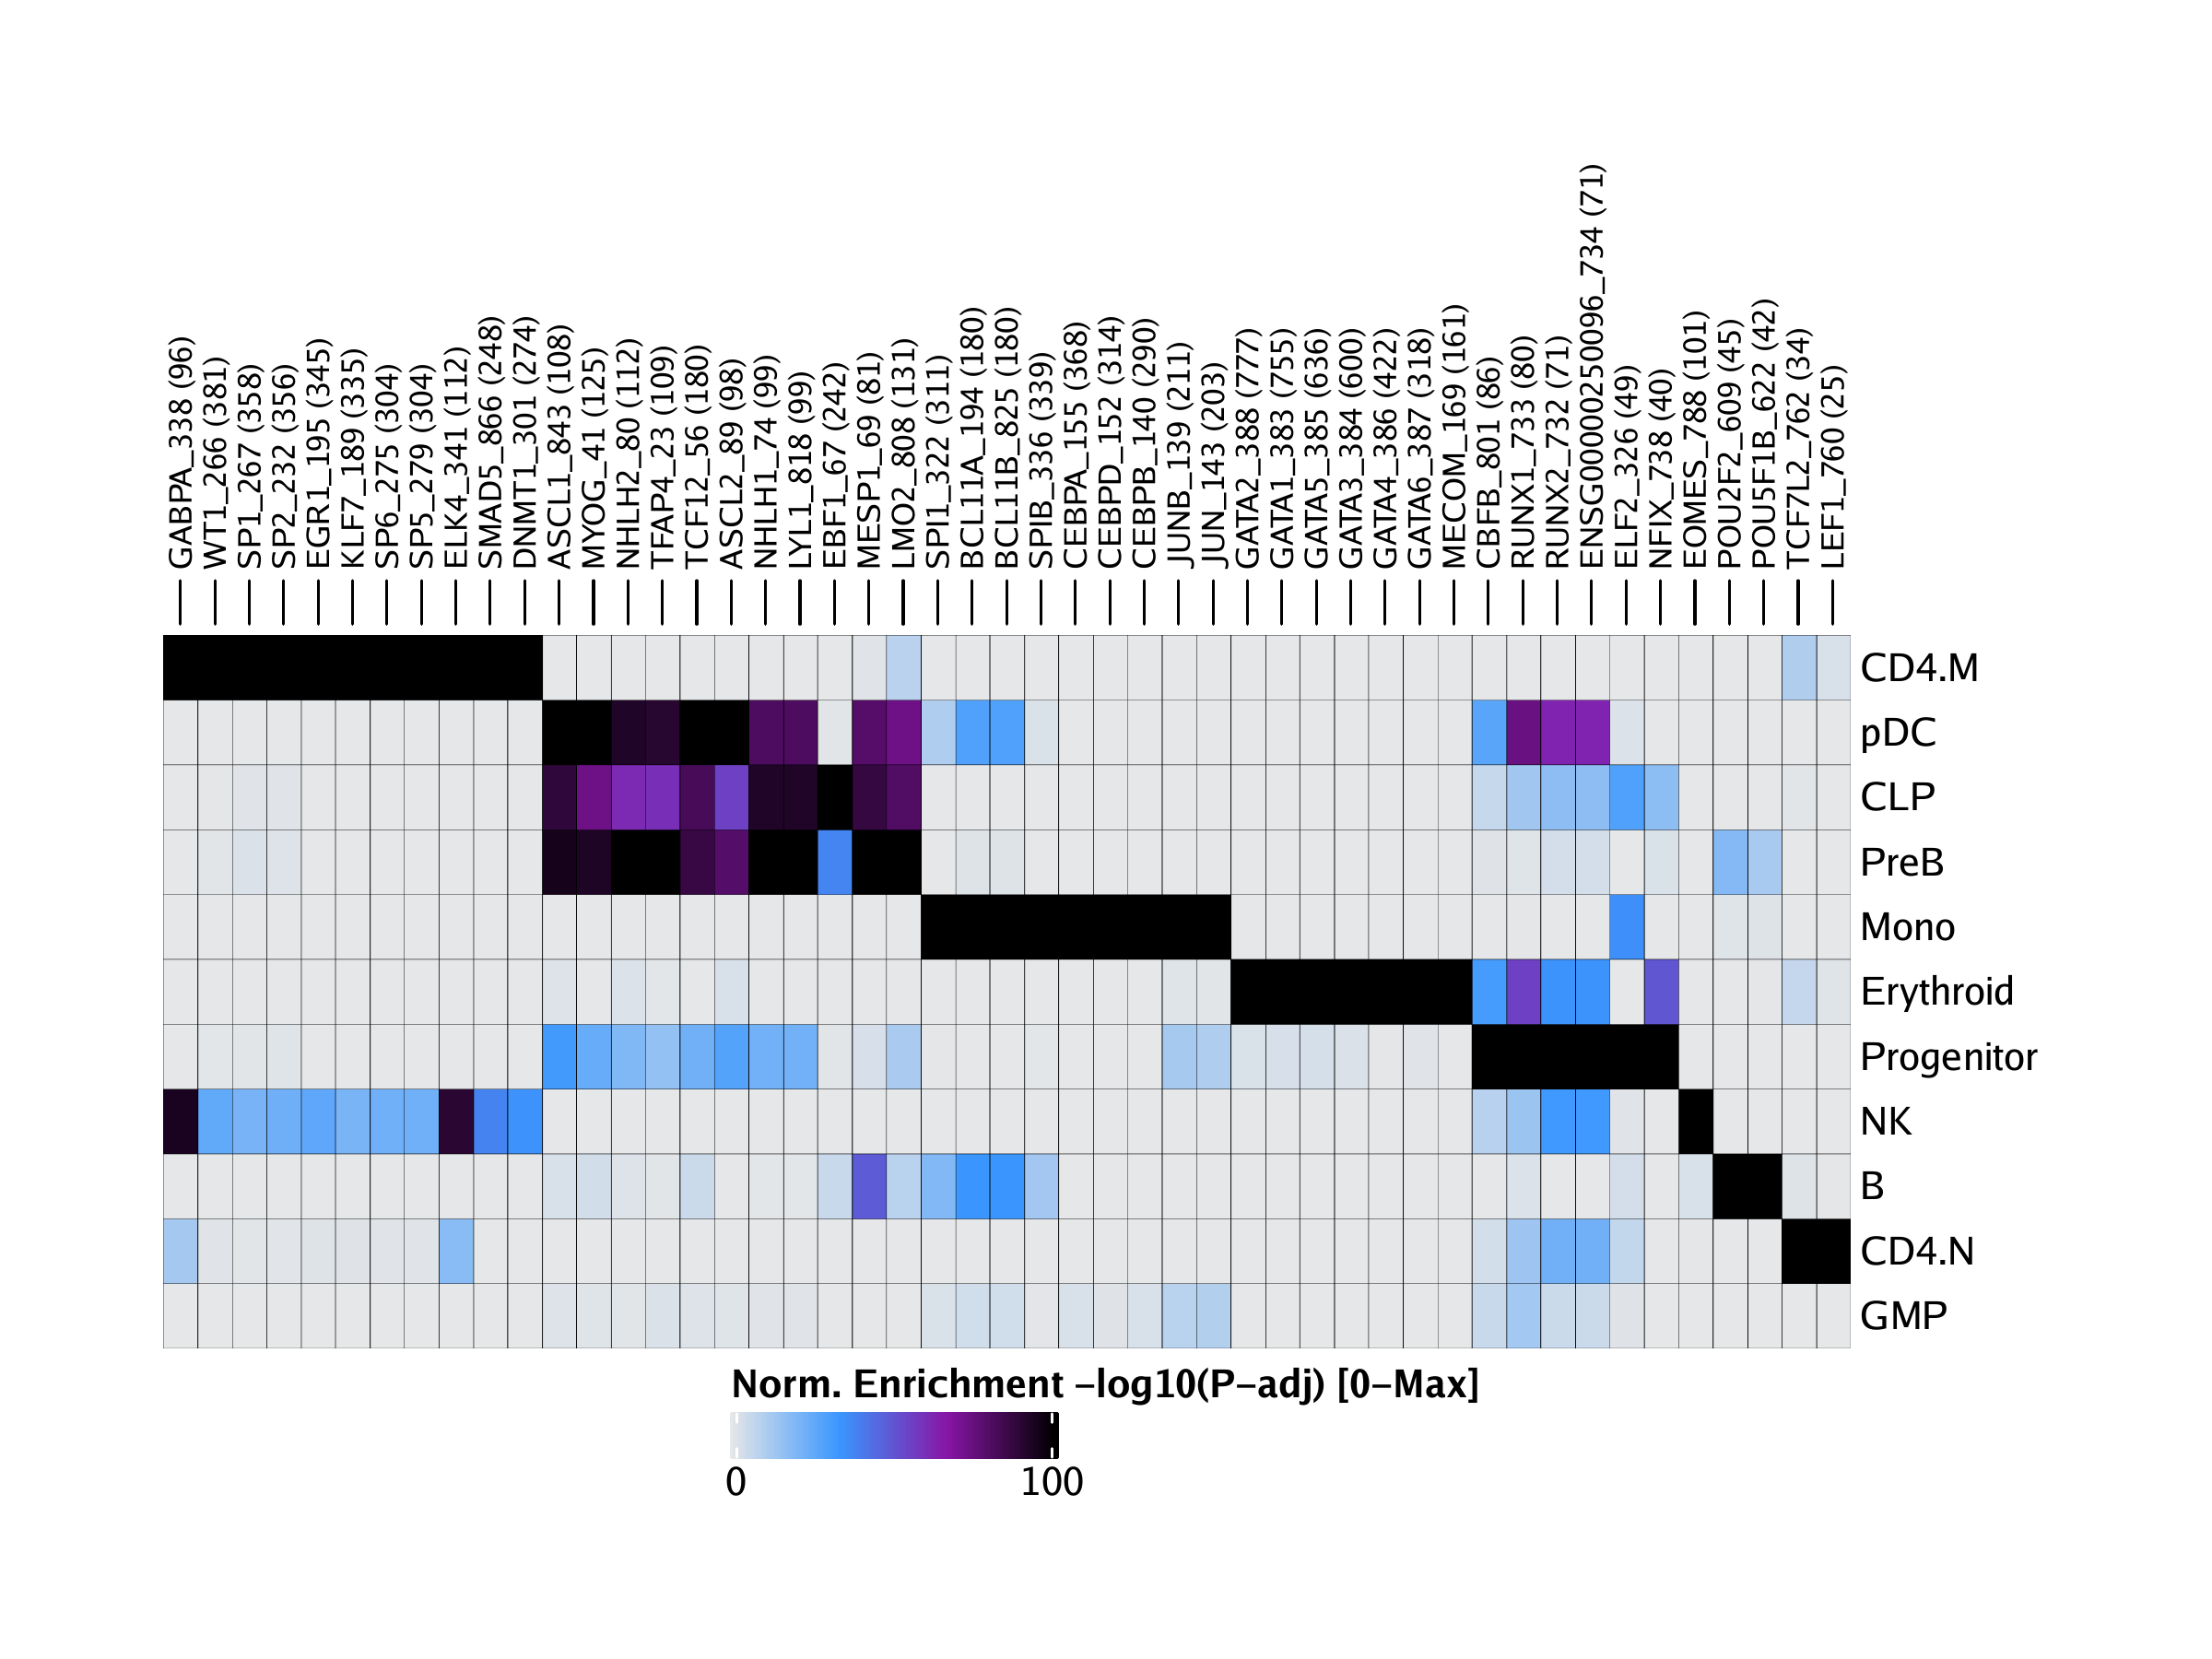 GABPA_338 (96)
WT1_266 (381)
SP1_267 (358)
SP2_232 (356)
EGR1_195 (345)
KLF7_189 (335)
SP6_275 (304)
SP5_279 (304)
ELK4_341 (112)
SMAD5_866 (248)
DNMT1_301 (274)
ASCL1_843 (108)
MYOG_41 (125)
NHLH2_80 (112)
TFAP4_23 (109)
TCF12_56 (180)
ASCL2_89 (98)
NHLH1_74 (99)
LYL1_818 (99)
EBF1_67 (242)
MESP1_69 (81)
LMO2_808 (131)
SPI1_322 (311)
BCL11A_194 (180)
BCL11B_825 (180)
SPIB_336 (339)
CEBPA_155 (368)
CEBPD_152 (314)
CEBPB_140 (290)
JUNB_139 (211)
JUN_143 (203)
GATA2_388 (777)
GATA1_383 (755)
GATA5_385 (636)
GATA3_384 (600)
GATA4_386 (422)
GATA6_387 (318)
MECOM_169 (161)
CBFB_801 (86)
RUNX1_733 (80)
RUNX2_732 (71)
ENSG00000250096_734 (71)
ELF2_326 (49)
NFIX_738 (40)
EOMES_788 (101)
POU2F2_609 (45)
POU5F1B_622 (42)
TCF7L2_762 (34)
LEF1_760 (25)
CD4.M
pDC
CLP
PreB
Mono
Erythroid
Progenitor
NK
B
CD4.N
GMP
Norm. Enrichment −log10(P−adj) [0−Max]
0 100